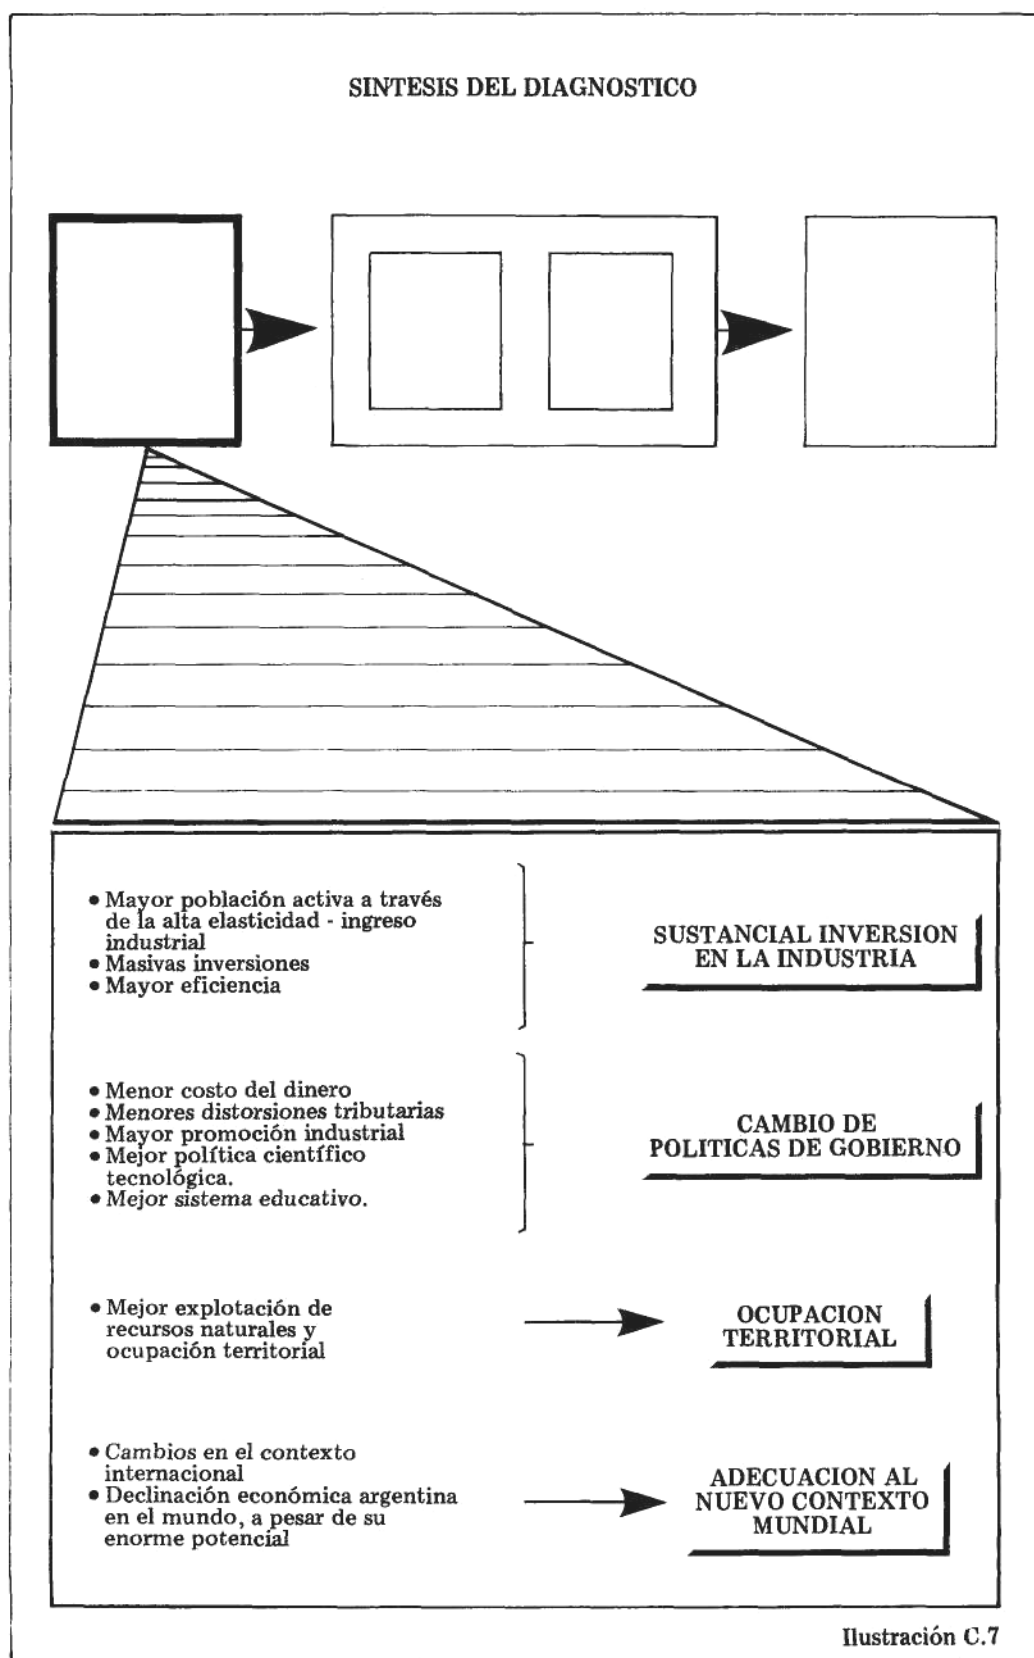 SINTESIS DEL DIAGNOSTICO
• Mayor población activa a través
de la alta elasticidad - ingreso
industrial
• Masivas inversiones
• Mayor eficiencia
SUSTANCIAL INVERSION
EN LA INDUSTRIA
• Menor costo del dinero
• Menores distorsiones tributarias
• Mayor promoción industrial
• Mejor política científico
tecnológica.
• Mejor sistema educativo.
CAMBIO DE
POLITICAS DE GOBIERNO
• Mejor explotación de
recursos naturales y
ocupación territorial
OCUPACION
TERRITORIAL
• Cambios en el contexto
internacional
• Declinación económica argentina
en el mundo, a pesar de su
enorme potencial
ADECUACION AL
NUEVO CONTEXTO
MUNDIAL
Ilustración C.7